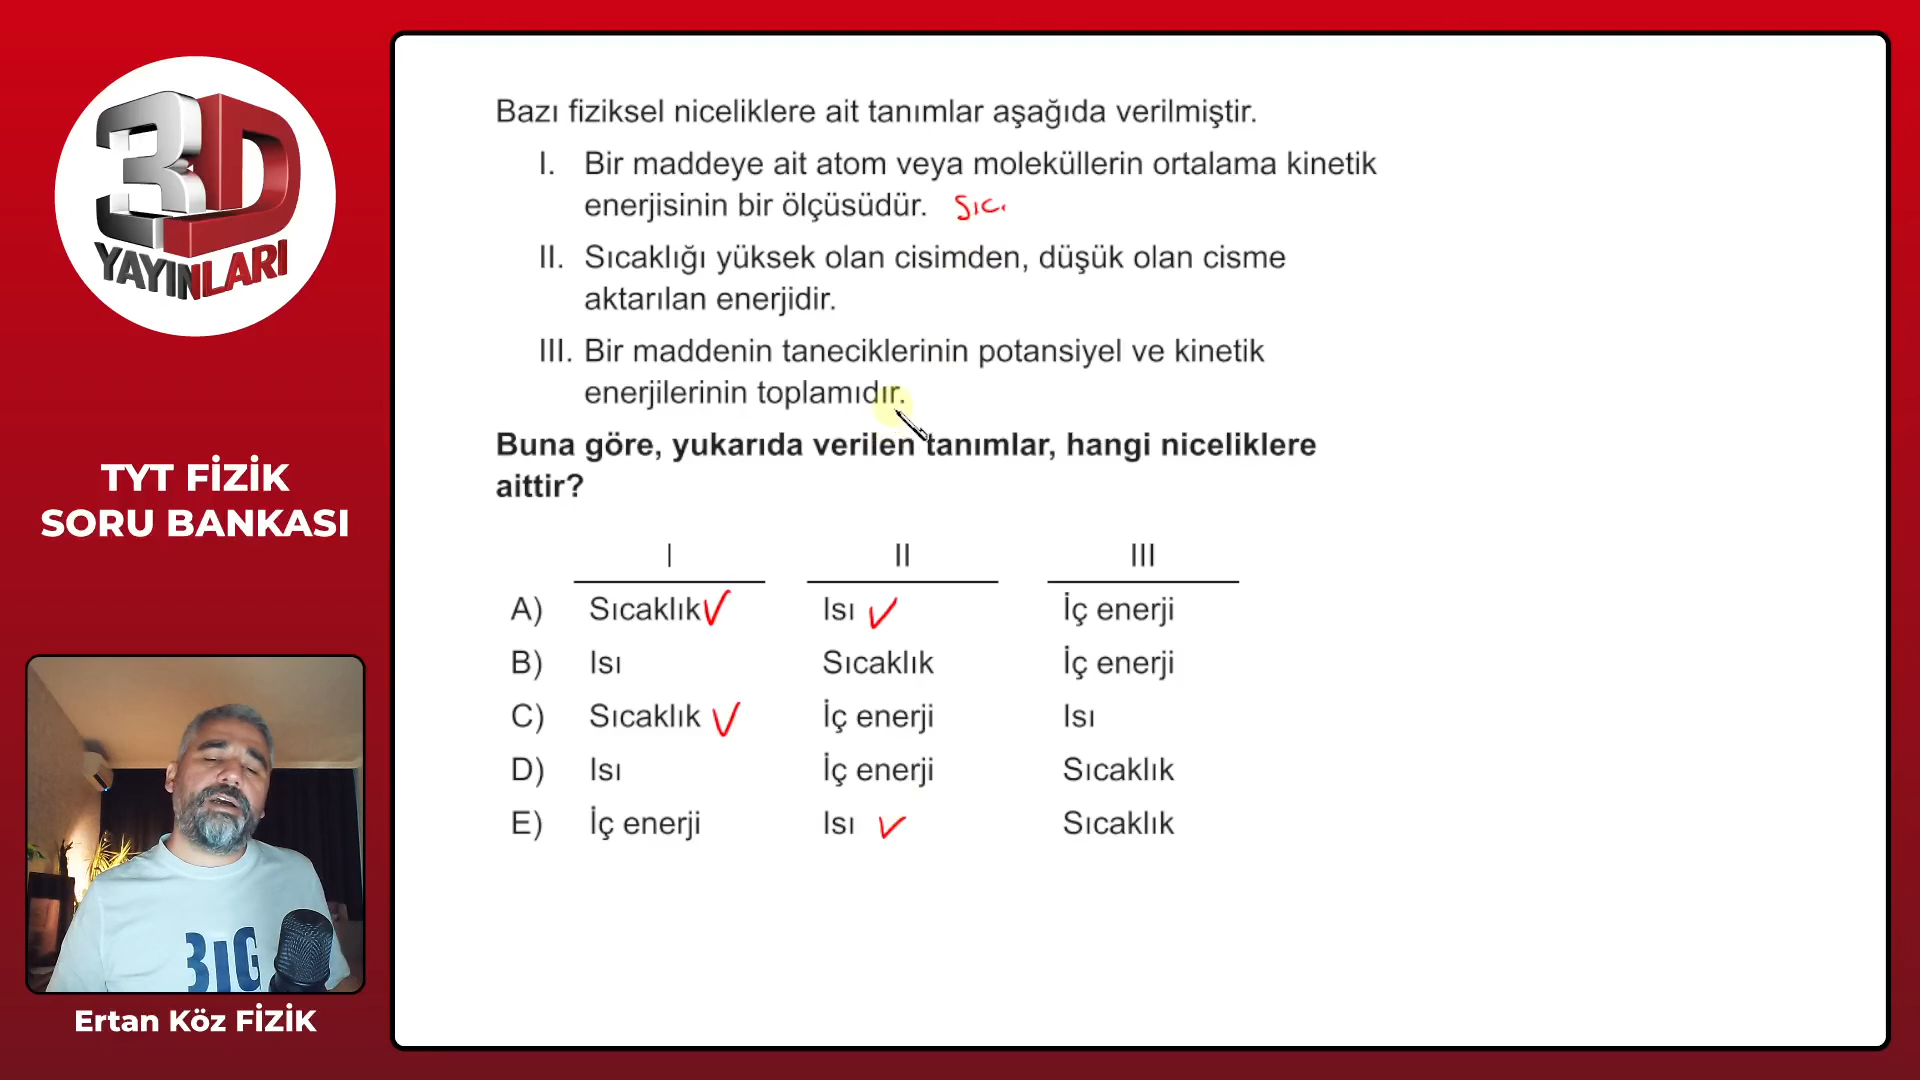 3D
YAYINLARI
TYT FİZİK
SORU BANKASI
BIG
Ertan Köz FİZİK
Bazı fiziksel niceliklere ait tanımlar aşağıda verilmiştir.
I. Bir maddeye ait atom veya moleküllerin ortalama kinetik
enerjisinin bir ölçüsüdür. sıc.
II. Sıcaklığı yüksek olan cisimden, düşük olan cisme
aktarılan enerjidir.
III. Bir maddenin taneciklerinin potansiyel ve kinetik
enerjilerinin toplamıdır.
Buna göre, yukarıda verilen tanımlar, hangi niceliklere
aittir?
I II III
A) Sıcaklık Isı İç enerji
B) Isı Sıcaklık İç enerji
C) Sıcaklık İç enerji Isı
D) Isı İç enerji Sıcaklık
E) İç enerji Isı Sıcaklık